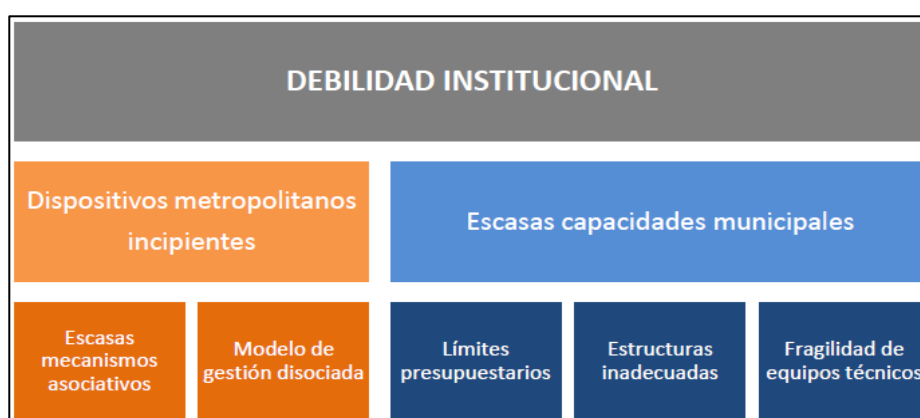 DEBILIDAD INSTITUCIONAL
Dispositivos metropolitanos
incipientes
Escasas capacidades municipales
Escasas
mecanismos
asociativos
Modelo de
gestión disociada
Límites
presupuestarios
Estructuras
inadecuadas
Fragilidad de
equipos técnicos